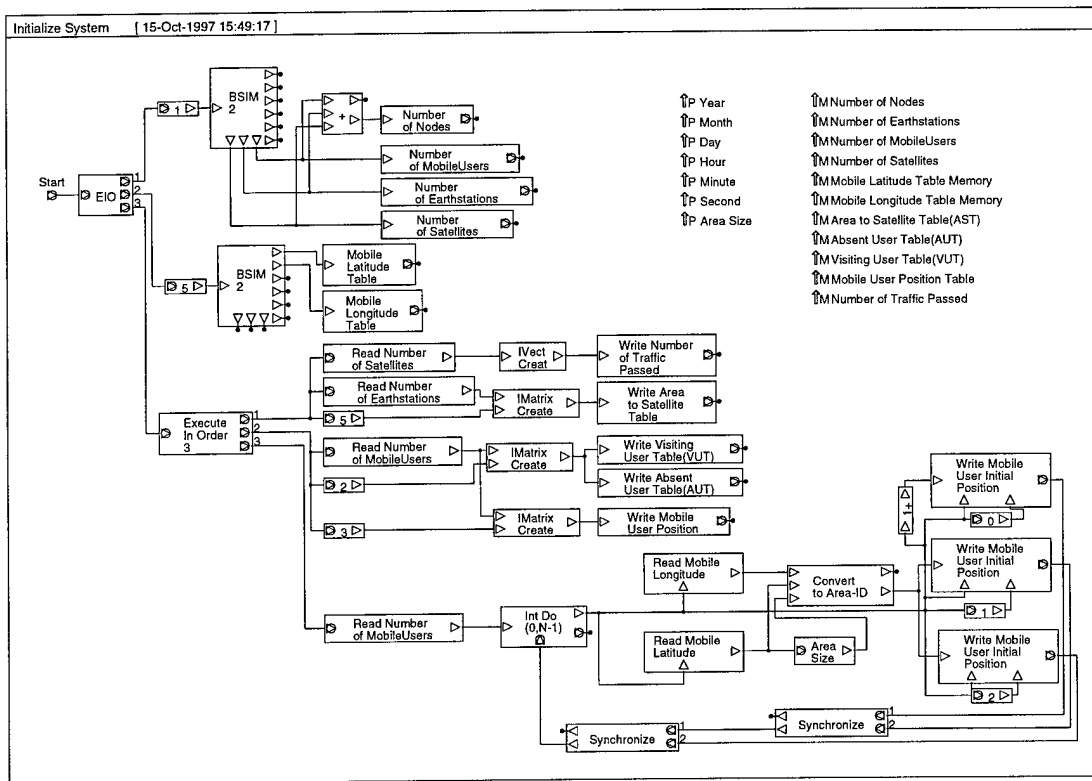 Initialize System [ 15-Oct-1997 15:49:17 ]
1
BSIM
2
+
Number
of Nodes
Number
of MobileUsers
Number
of Earthstations
Number
of Satellites
Start
EIO
1
2
3
5
BSIM
2
Mobile
Latitude
Table
Mobile
Longitude
Table
⇑P Year
⇑P Month
⇑P Day
⇑P Hour
⇑P Minute
⇑P Second
⇑P Area Size
⇑M Number of Nodes
⇑M Number of Earthstations
⇑M Number of MobileUsers
⇑M Number of Satellites
⇑M Mobile Latitude Table Memory
⇑M Mobile Longitude Table Memory
⇑M Area to Satellite Table(AST)
⇑M Absent User Table(AUT)
⇑M Visiting User Table(VUT)
⇑M Mobile User Position Table
⇑M Number of Traffic Passed
Execute
In Order
3
1
2
3
Read Number
of Satellites
IVect
Creat
Write Number
of Traffic
Passed
Read Number
of Earthstations
5
IMatrix
Create
Write Area
to Satellite
Table
Read Number
of MobileUsers
2
IMatrix
Create
Write Visiting
User Table(VUT)
Write Absent
User Table(AUT)
3
IMatrix
Create
Write Mobile
User Position
Read Number
of MobileUsers
Int Do
(0,N-1)
Read Mobile
Longitude
Read Mobile
Latitude
Convert
to Area-ID
Area
Size
1+
Write Mobile
User Initial
Position
0
Write Mobile
User Initial
Position
1
Write Mobile
User Initial
Position
2
Synchronize
1
2
Synchronize
1
2